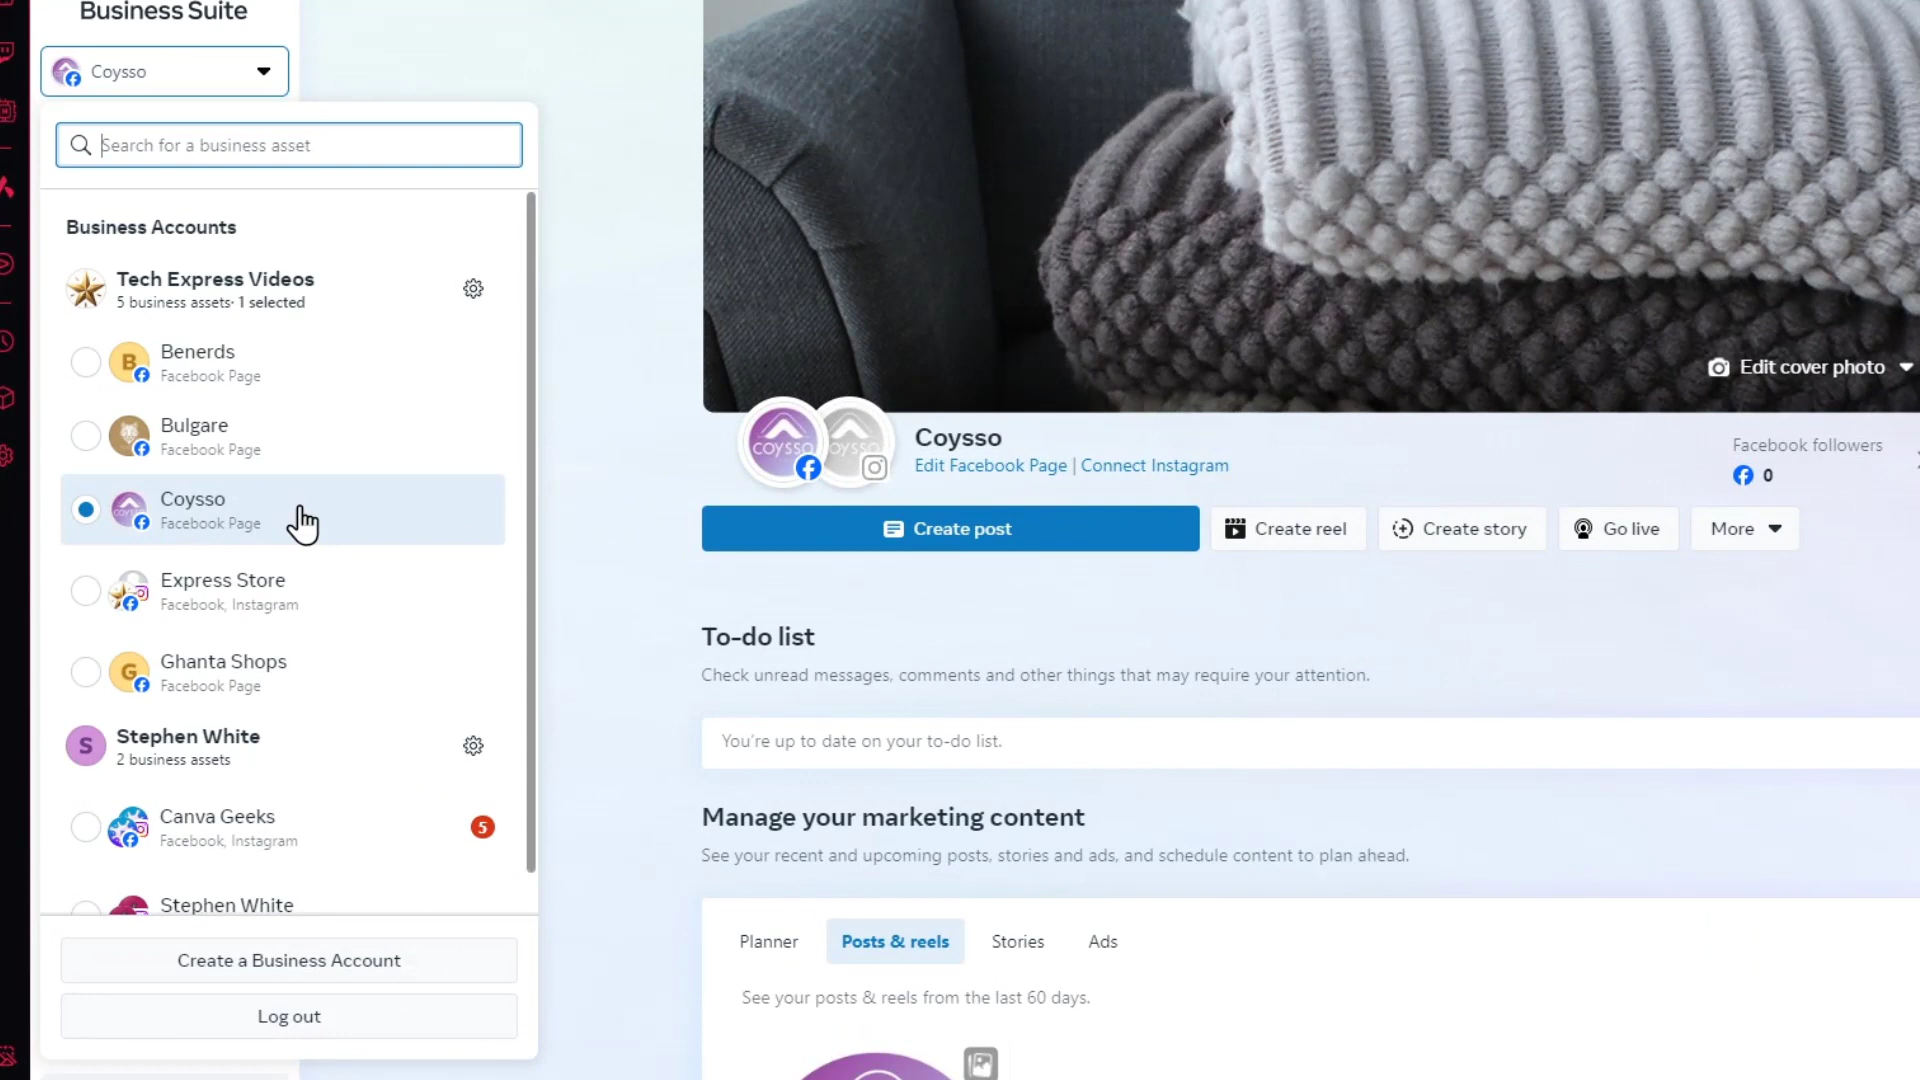 Business Suite
Coysso
Search for a business asset
Business Accounts
Tech Express Videos
5 business assets· 1 selected
B
Benerds
Facebook Page
Bulgare
Facebook Page
Coysso
Facebook Page
Express Store
Facebook, Instagram
G
Ghanta Shops
Facebook Page
S
Stephen White
2 business assets
Canva Geeks
Facebook, Instagram
5
Stephen White
Create a Business Account
Log out
Edit cover photo
COYSSO
Coysso
Edit Facebook Page | Connect Instagram
Facebook followers
0
Create post
Create reel
Create story
Go live
More
To-do list
Check unread messages, comments and other things that may require your attention.
You're up to date on your to-do list.
Manage your marketing content
See your recent and upcoming posts, stories and ads, and schedule content to plan ahead.
Planner
Posts & reels
Stories
Ads
See your posts & reels from the last 60 days.